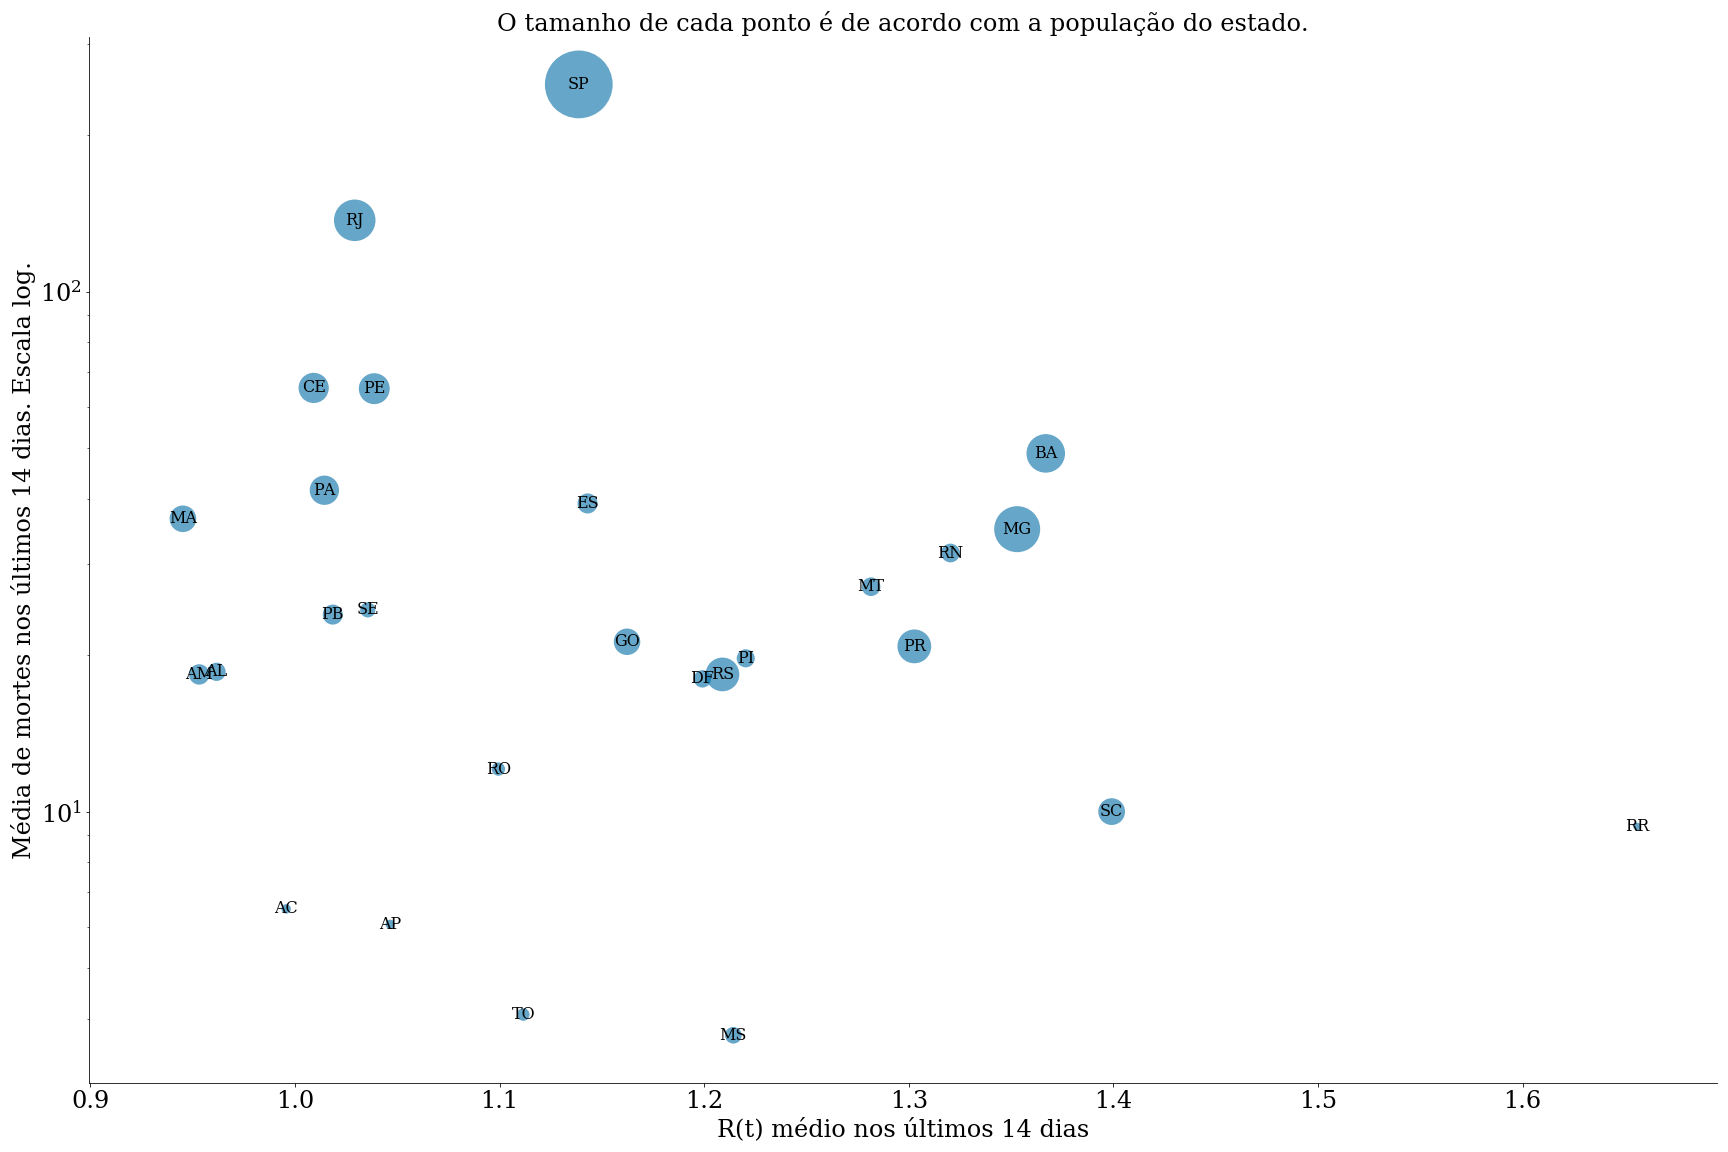 O tamanho de cada ponto é de acordo com a população do estado.
Média de mortes nos últimos 14 dias. Escala log.
10²
10¹
SP
RJ
CE
PE
BA
PA
ES
MA
MG
RN
MT
SE
PB
GO
PR
PI
AL
AM
RS
DF
RO
SC
RR
AC
AP
TO
MS
0.9 1.0 1.1 1.2 1.3 1.4 1.5 1.6
R(t) médio nos últimos 14 dias